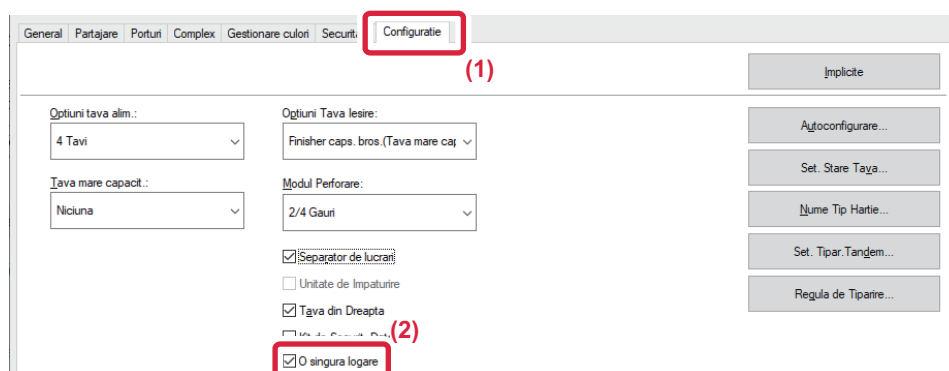 General Partajare Porturi Complex Gestionare culori Securita Configuratie
(1)
Implicite
Optiuni tava alim.:
4 Tavi
Optiuni Tava Iesire:
Finisher caps. bros.(Tava mare cap
Autoconfigurare...
Set. Stare Tava...
Tava mare capacit.:
Niciuna
Modul Perforare:
2/4 Gauri
Nume Tip Hartie...
Set. Tipar.Tandem...
Regula de Tiparire...
Separator de lucrari
Unitate de Impaturire
Tava din Dreapta
(2)
O singura logare